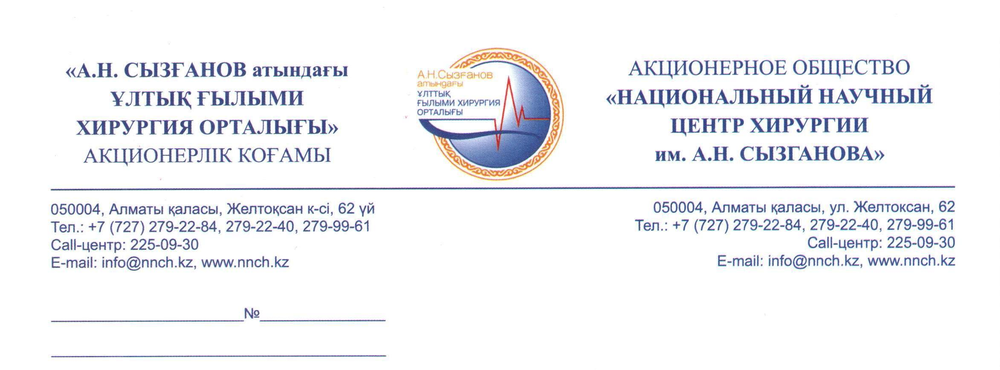 «А.Н. СЫЗҒАНОВ атындағы
ҰЛТЫҚ ҒЫЛЫМИ
ХИРУРГИЯ ОРТАЛЫҒЫ»
АКЦИОНЕРЛІК КОҒАМЫ
А.Н.Сызғанов
атындағы
ҰЛТТЫҚ
ҒЫЛЫМИ ХИРУРГИЯ
ОРТАЛЫҒЫ
АКЦИОНЕРНОЕ ОБЩЕСТВО
«НАЦИОНАЛЬНЫЙ НАУЧНЫЙ
ЦЕНТР ХИРУРГИИ
им. А.Н. СЫЗГАНОВА»
050004, Алматы қаласы, Желтоқсан к-сі, 62 үй
Тел.: +7 (727) 279-22-84, 279-22-40, 279-99-61
Call-центр: 225-09-30
E-mail: info@nnch.kz, www.nnch.kz
050004, Алматы қаласы, ул. Желтоксан, 62
Тел.: +7 (727) 279-22-84, 279-22-40, 279-99-61
Call-центр: 225-09-30
E-mail: info@nnch.kz, www.nnch.kz
№